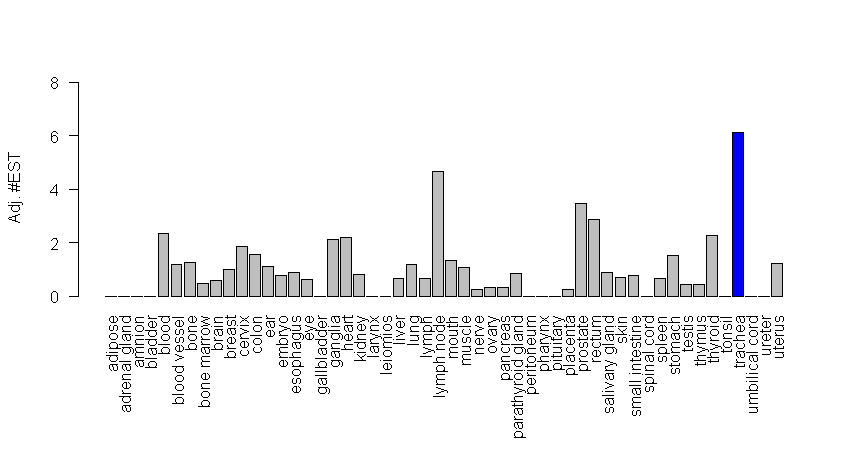 Adj. #EST
8
6
4
2
0
adipose
adrenal gland
amnion
bladder
blood
blood vessel
bone
bone marrow
brain
breast
cervix
colon
ear
embryo
esophagus
eye
gallbladder
ganglia
heart
kidney
larynx
leiomios
liver
lung
lymph
lymph node
mouth
muscle
nerve
ovary
pancreas
parathyroid gland
peritoneum
pharynx
pituitary
placenta
prostate
rectum
salivary gland
skin
small intestine
spinal cord
spleen
stomach
testis
thymus
thyroid
tonsil
trachea
umbilical cord
ureter
uterus